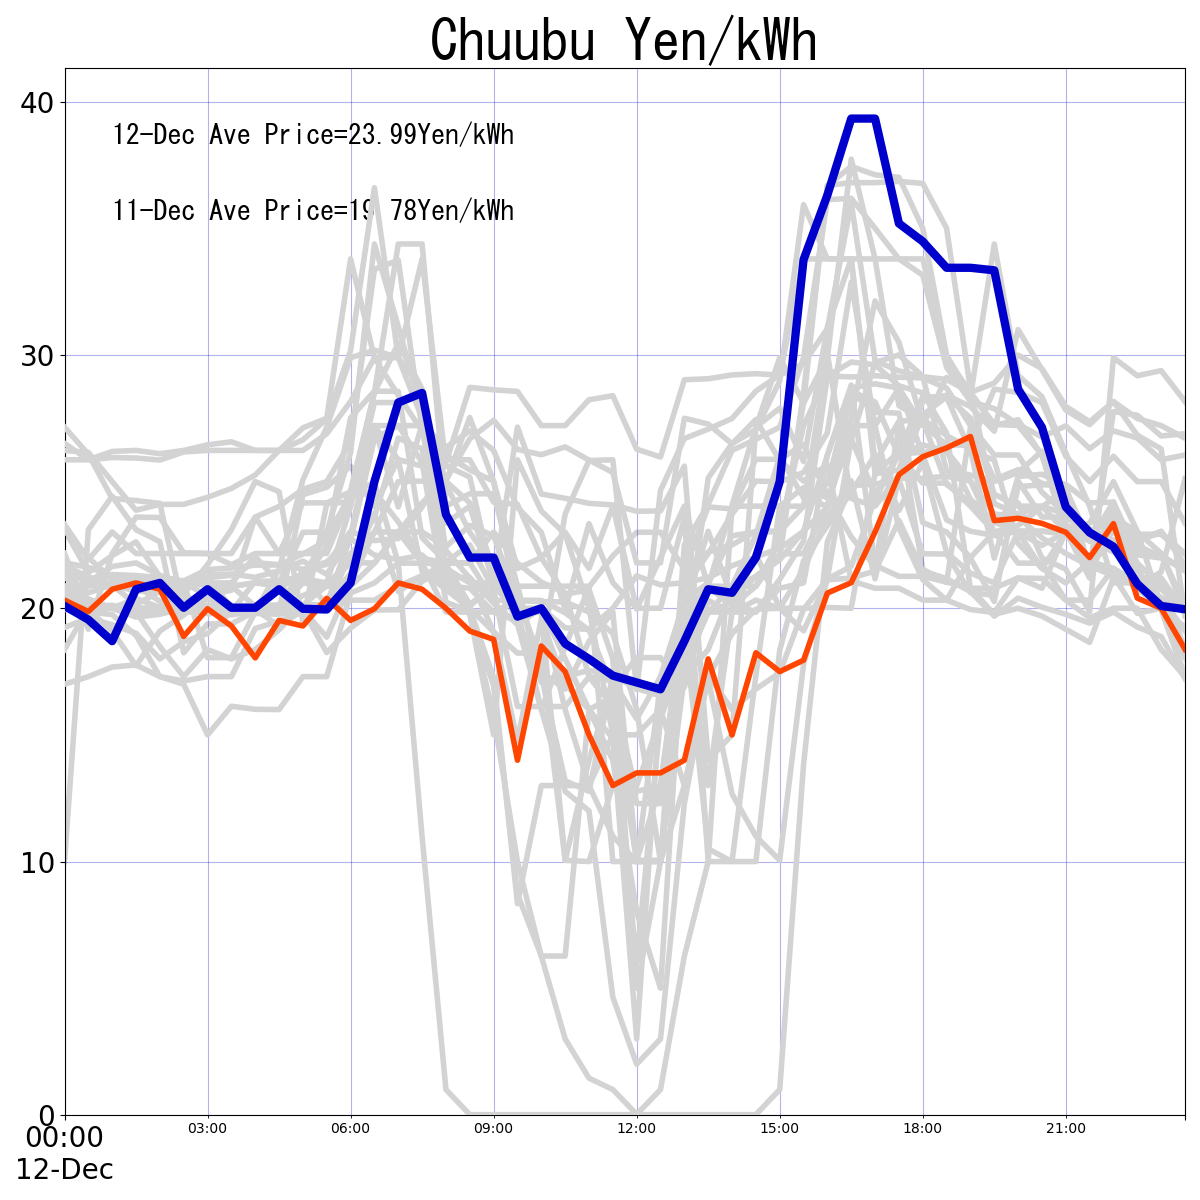 Chuubu Yen/kWh
40
12-Dec Ave Price=23.99Yen/kWh
11-Dec Ave Price=19.78Yen/kWh
30
20
10
0
00:00 03:00 06:00 09:00 12:00 15:00 18:00 21:00
12-Dec